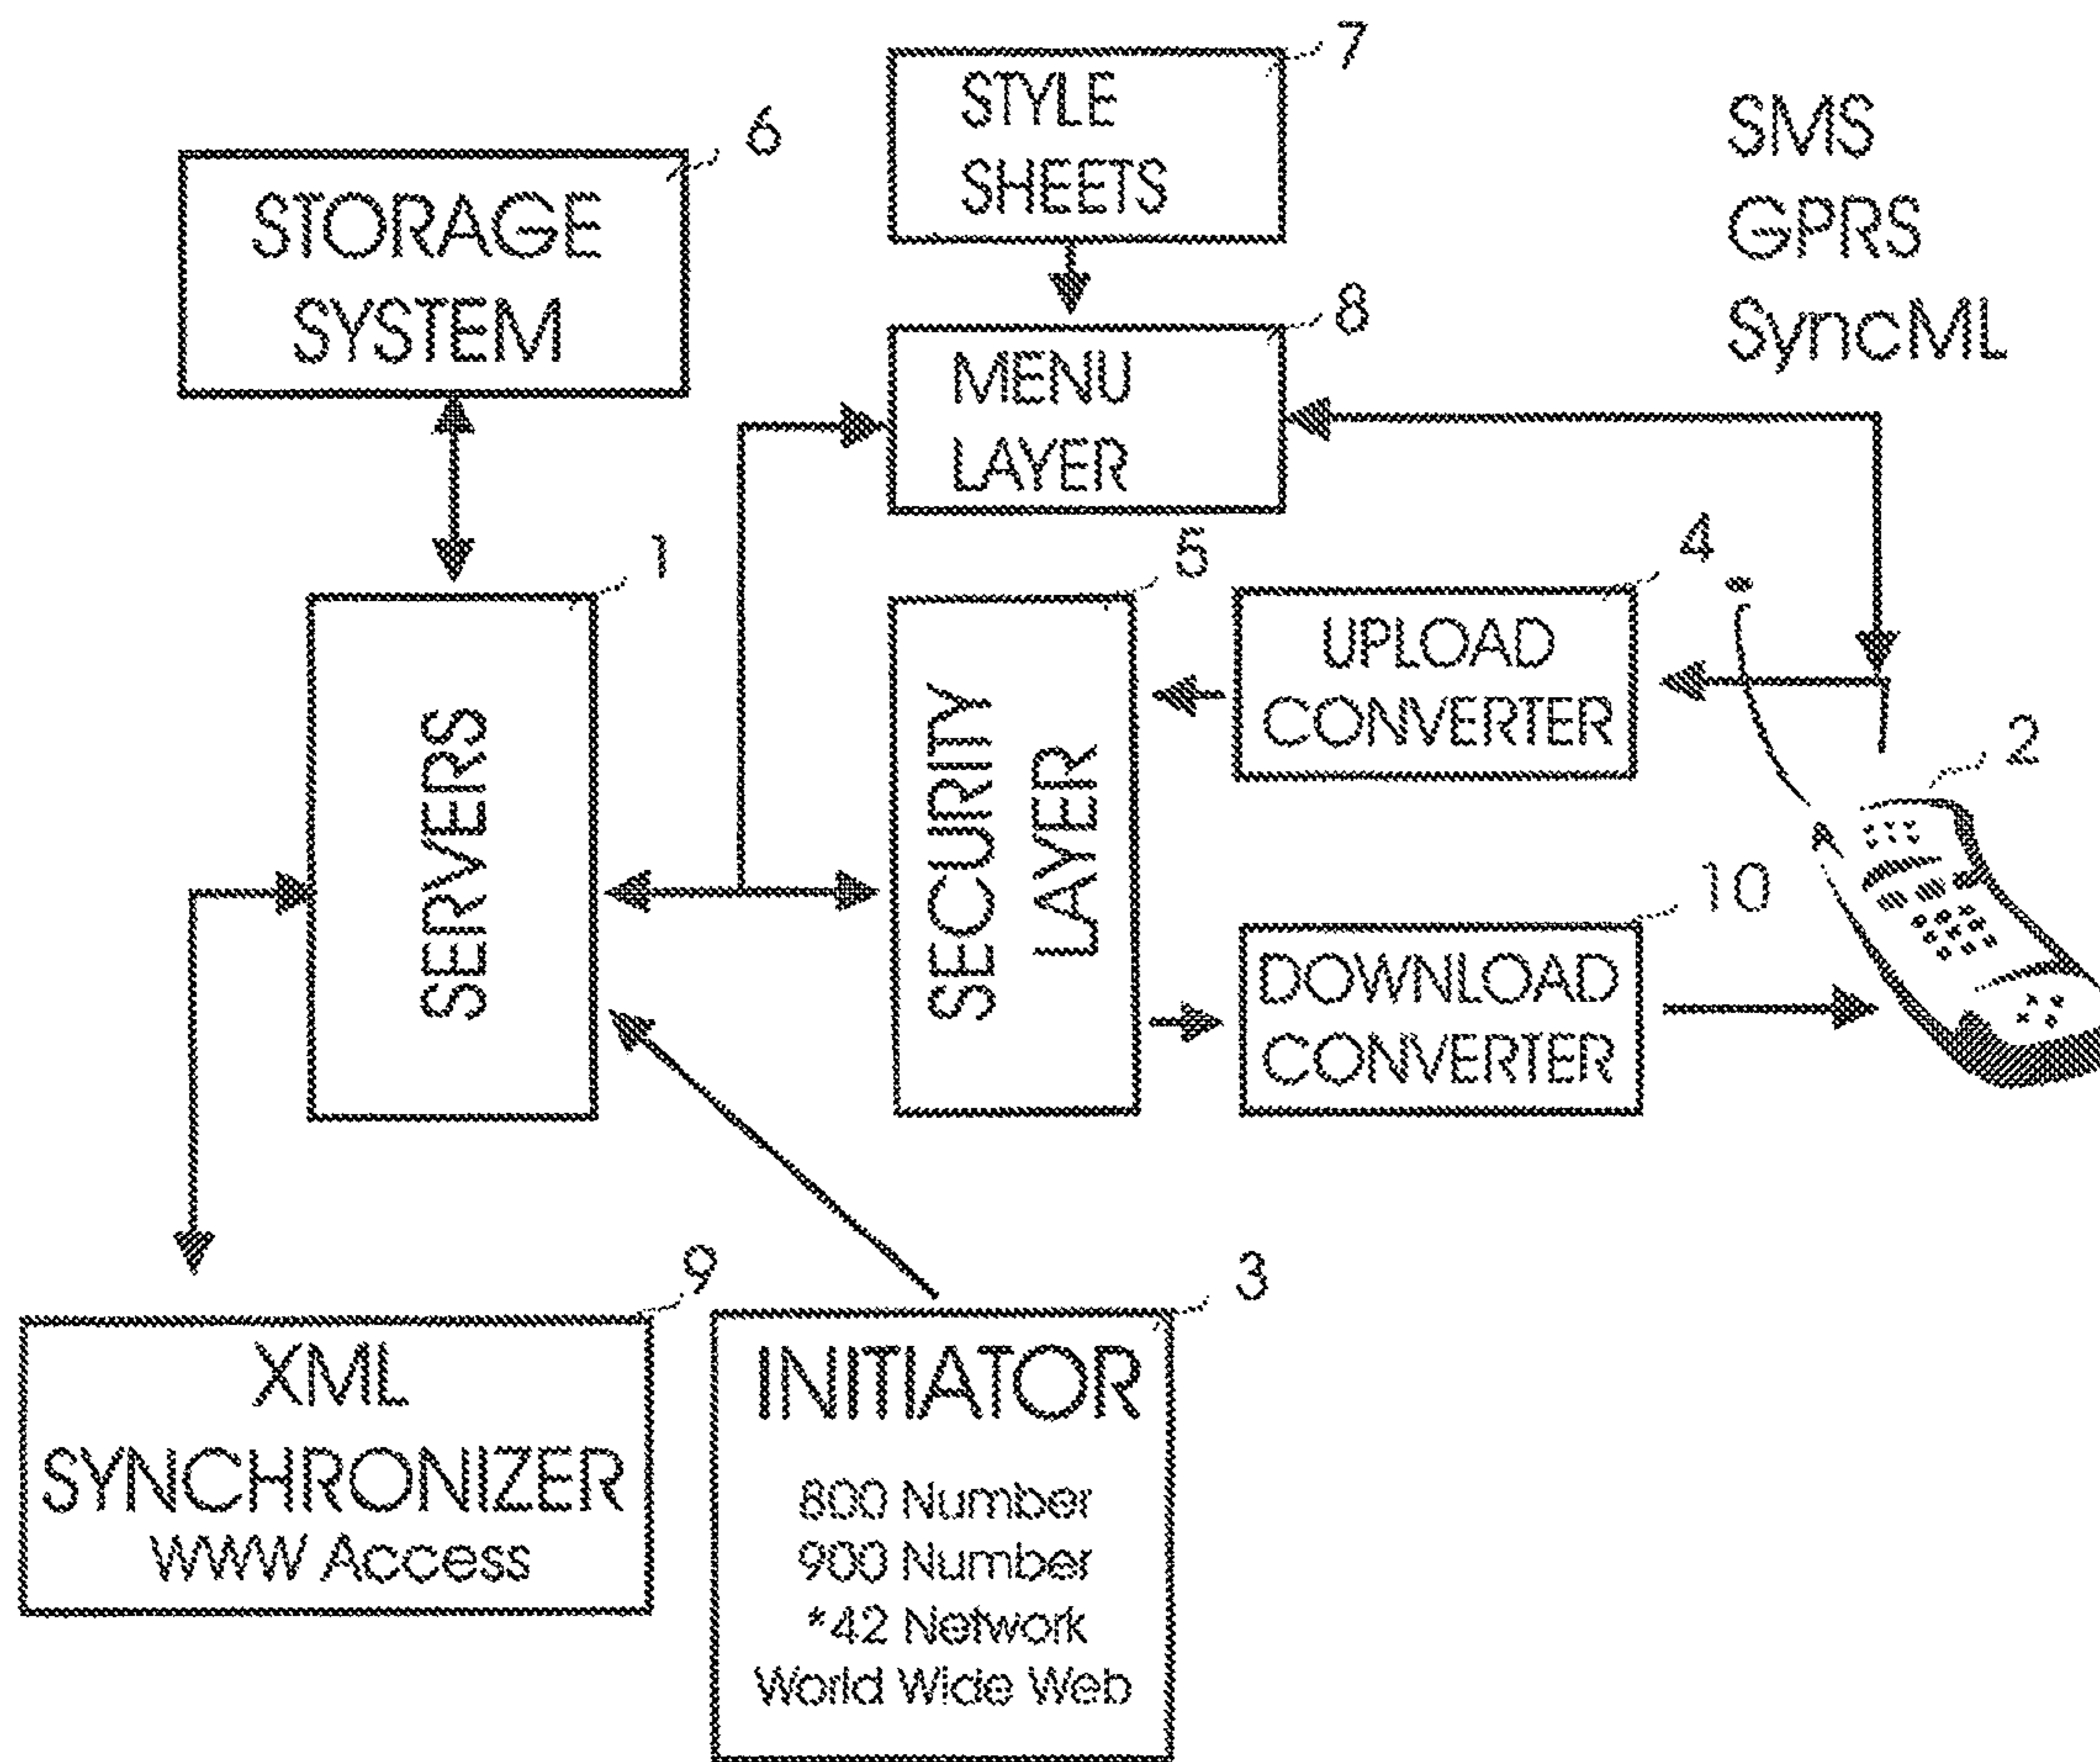 7
STYLE
SHEETS
6
STORAGE
SYSTEM
SMS
GPRS
SyncML
8
MENU
LAYER
1
SERVERS
5
SECURITY
LAYER
4
UPLOAD
CONVERTER
2
10
DOWNLOAD
CONVERTER
9
XML
SYNCHRONIZER
WWW Access
3
INITIATOR
800 Number
900 Number
*42 Network
World Wide Web